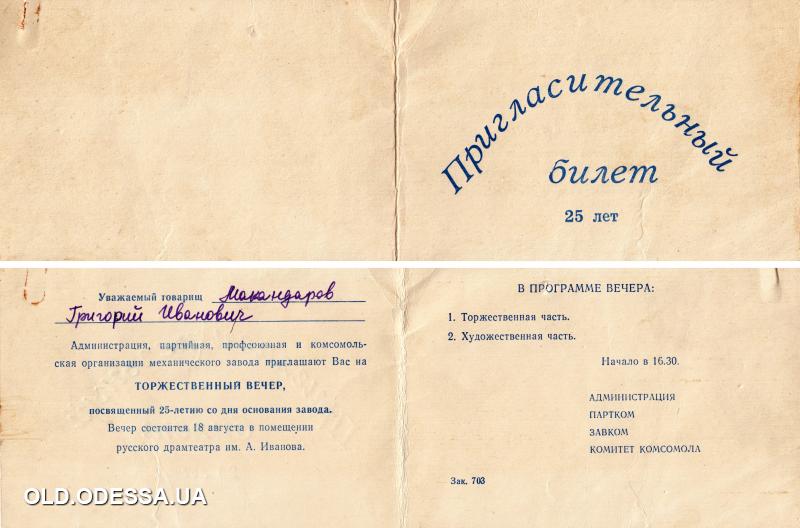 Пригласительный
билет
25 лет
Уважаемый товарищ Макандаров
Григорий Иванович
Администрация, партийная, профсоюзная и комсомоль-
ская организации механического завода приглашают Вас на
ТОРЖЕСТВЕННЫЙ ВЕЧЕР,
посвященный 25-летию со дня основания завода.
Вечер состоится 18 августа в помещении
русского драмтеатра им. А. Иванова.
В ПРОГРАММЕ ВЕЧЕРА:
1. Торжественная часть.
2. Художественная часть.
Начало в 16.30.
АДМИНИСТРАЦИЯ
ПАРТКОМ
ЗАВКОМ
КОМИТЕТ КОМСОМОЛА
Зак. 703
OLD.ODESSA.UA